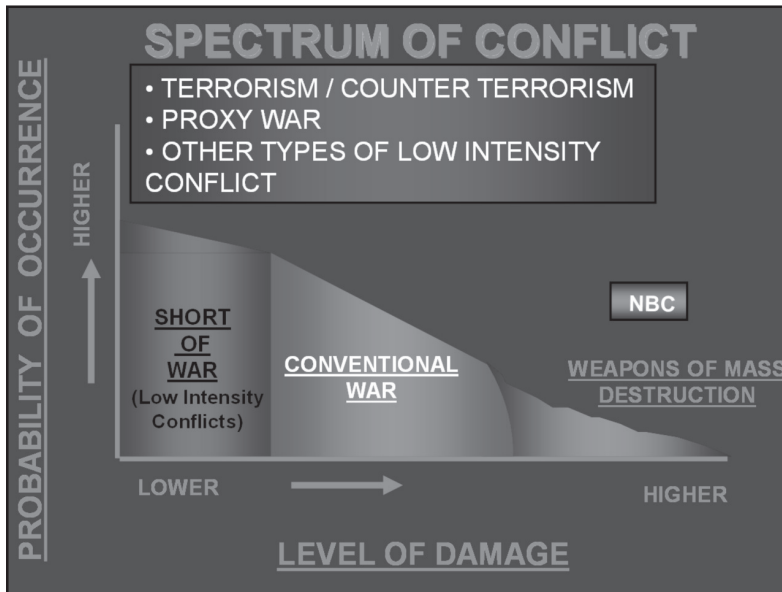 SPECTRUM OF CONFLICT
• TERRORISM / COUNTER TERRORISM
• PROXY WAR
• OTHER TYPES OF LOW INTENSITY
CONFLICT
PROBABILITY OF OCCURRENCE
HIGHER
SHORT
OF
WAR
(Low Intensity
Conflicts)
CONVENTIONAL
WAR
NBC
WEAPONS OF MASS
DESTRUCTION
LOWER
HIGHER
LEVEL OF DAMAGE